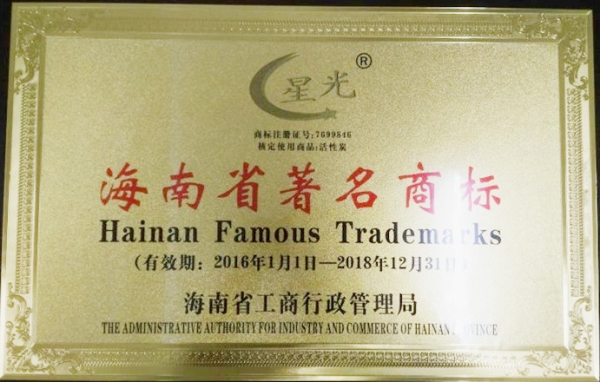 星光®
商标注册证号:7699846
核定使用商品:活性炭
海南省著名商标
Hainan Famous Trademarks
(有效期: 2016年1月1日—2018年12月31日)
海南省工商行政管理局
THE ADMINISTRATIVE AUTHORITY FOR INDUSTRY AND COMMERCE OF HAINAN PROVINCE